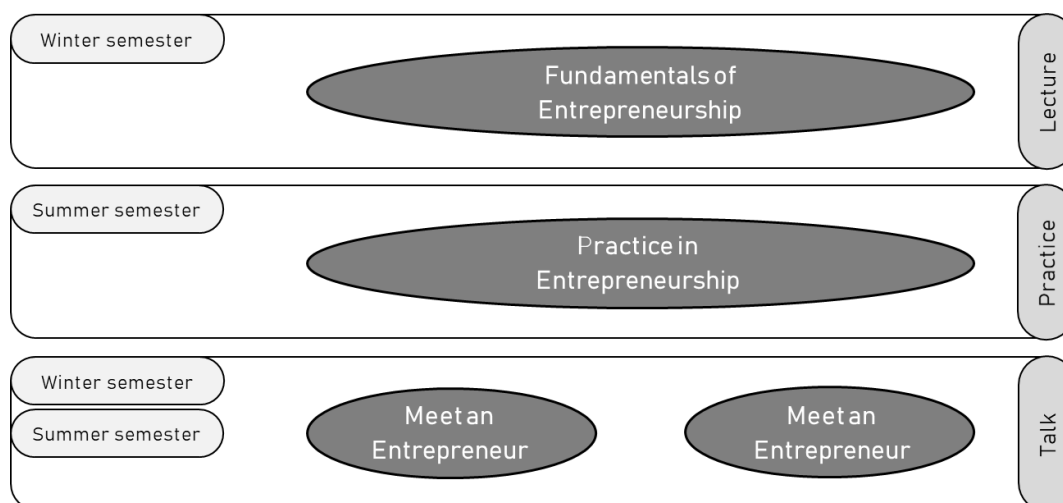 Winter semester
Fundamentals of
Entrepreneurship
Lecture
Summer semester
Practice in
Entrepreneurship
Practice
Winter semester
Summer semester
Meet an
Entrepreneur
Meet an
Entrepreneur
Talk